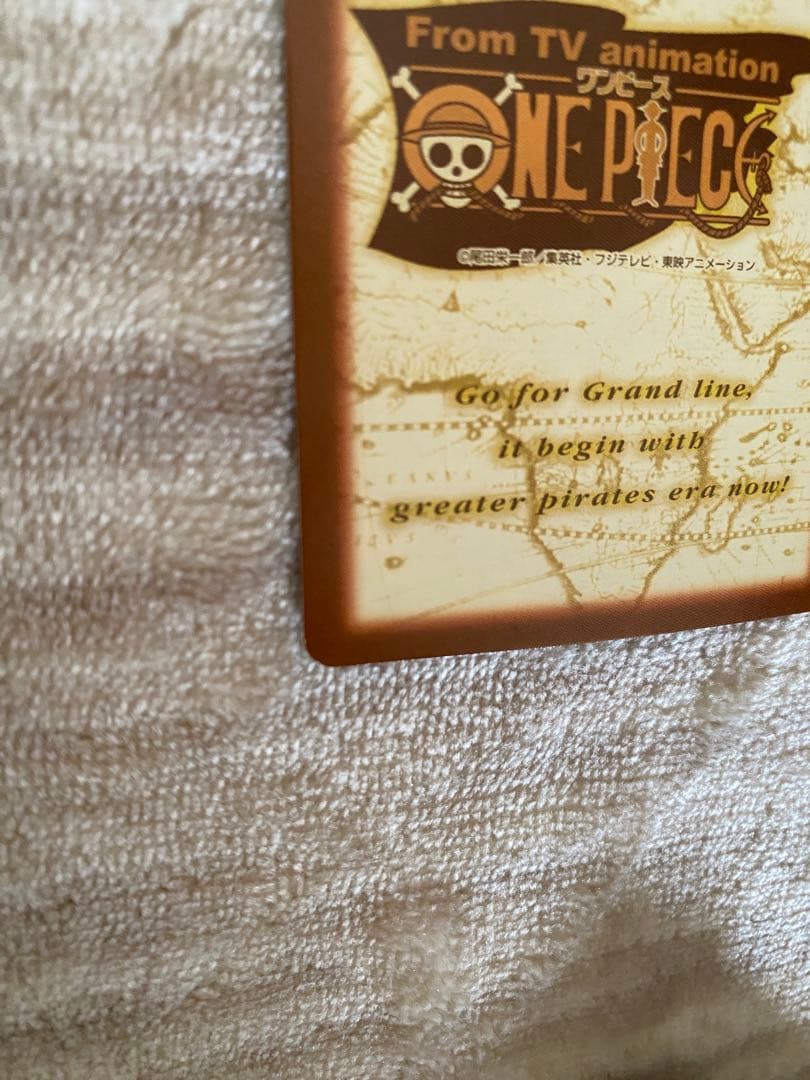 From TV animation
ワンピース
ONE PIECE
©尾田栄一郎/集英社・フジテレビ・東映アニメーション
Go for Grand line,
it begin with
greater pirates era now!